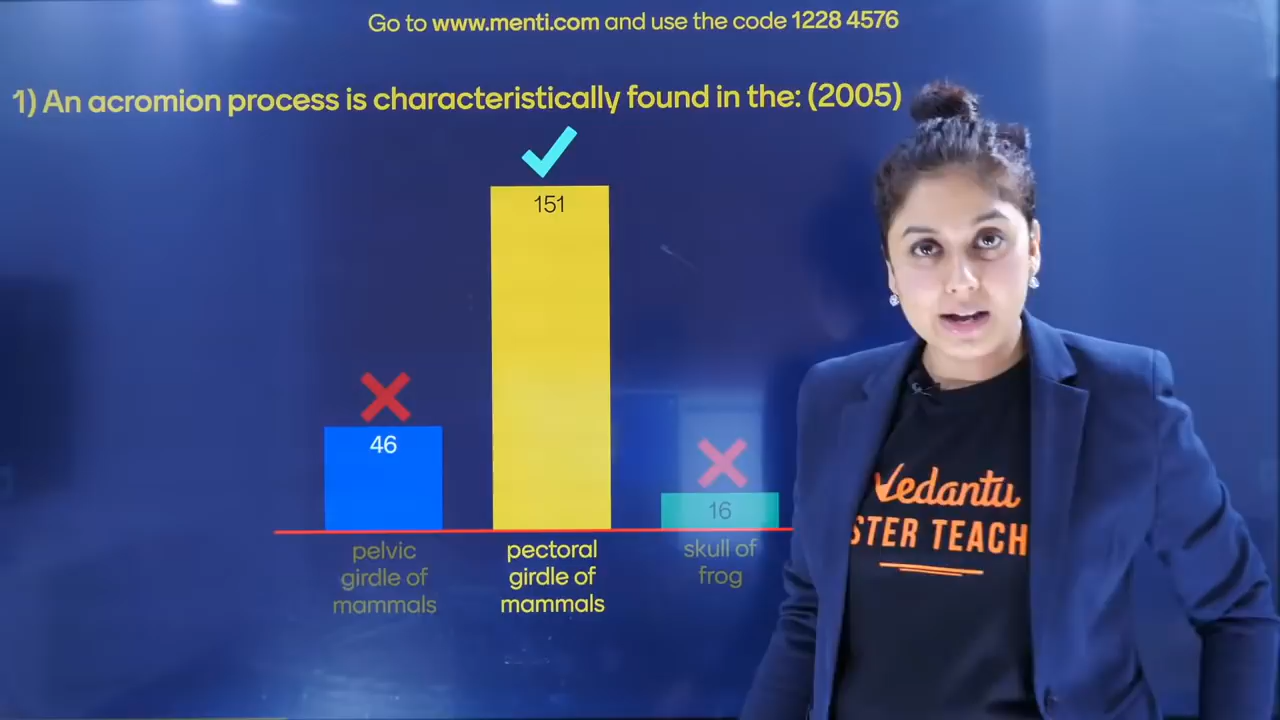 Go to www.menti.com and use the code 1228 4576
1) An acromion process is characteristically found in the: (2005)
151
46
16
pelvic
girdle of
mammals
pectoral
girdle of
mammals
skull of
frog
Vedantu
STER TEACH